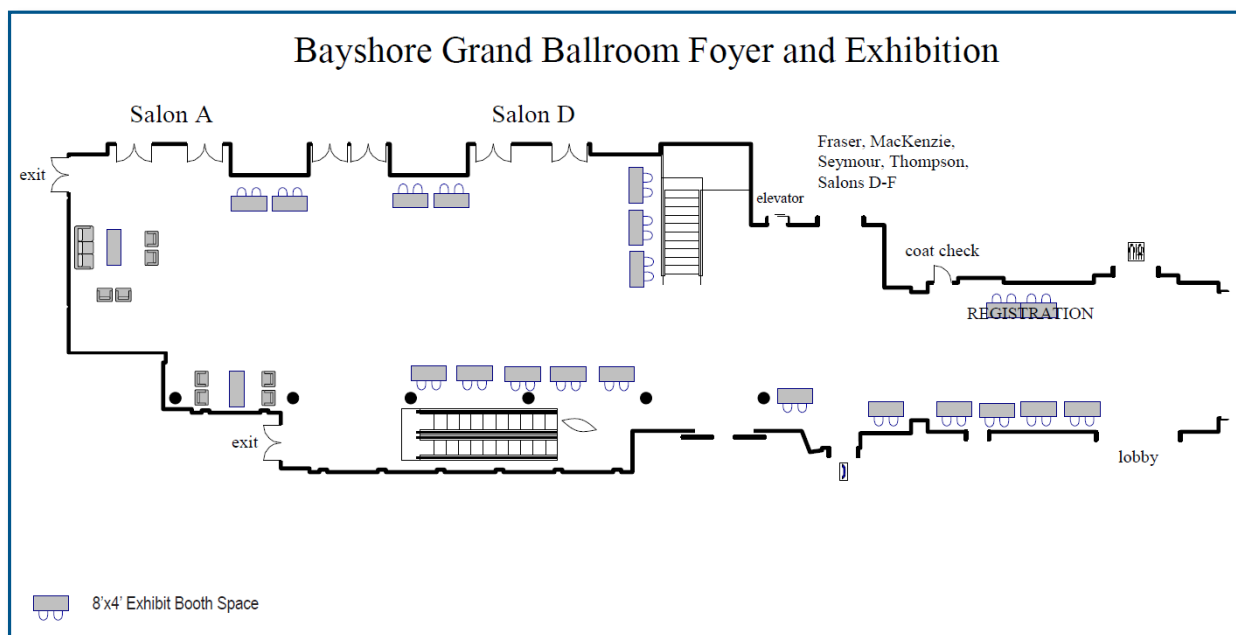 Bayshore Grand Ballroom Foyer and Exhibition
Salon A
Salon D
Fraser, MacKenzie,
Seymour, Thompson,
Salons D-F
exit
elevator
coat check
REGISTRATION
exit
lobby
8'x4' Exhibit Booth Space